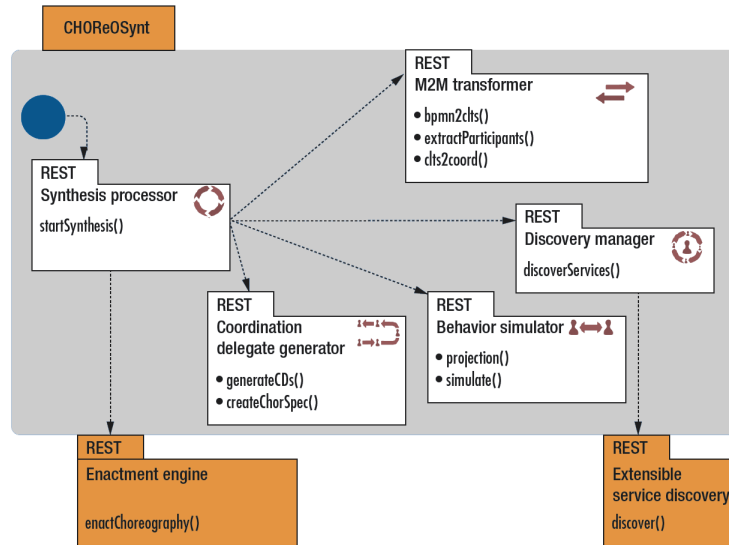 CHOReOSynt
REST
M2M transformer
• bpmn2clts()
• extractParticipants()
• clts2coord()
REST
Synthesis processor
startSynthesis()
REST
Discovery manager
discoverServices()
REST
Coordination
delegate generator
• generateCDs()
• createChorSpec()
REST
Behavior simulator
• projection()
• simulate()
REST
Enactment engine
enactChoreography()
REST
Extensible
service discovery
discover()